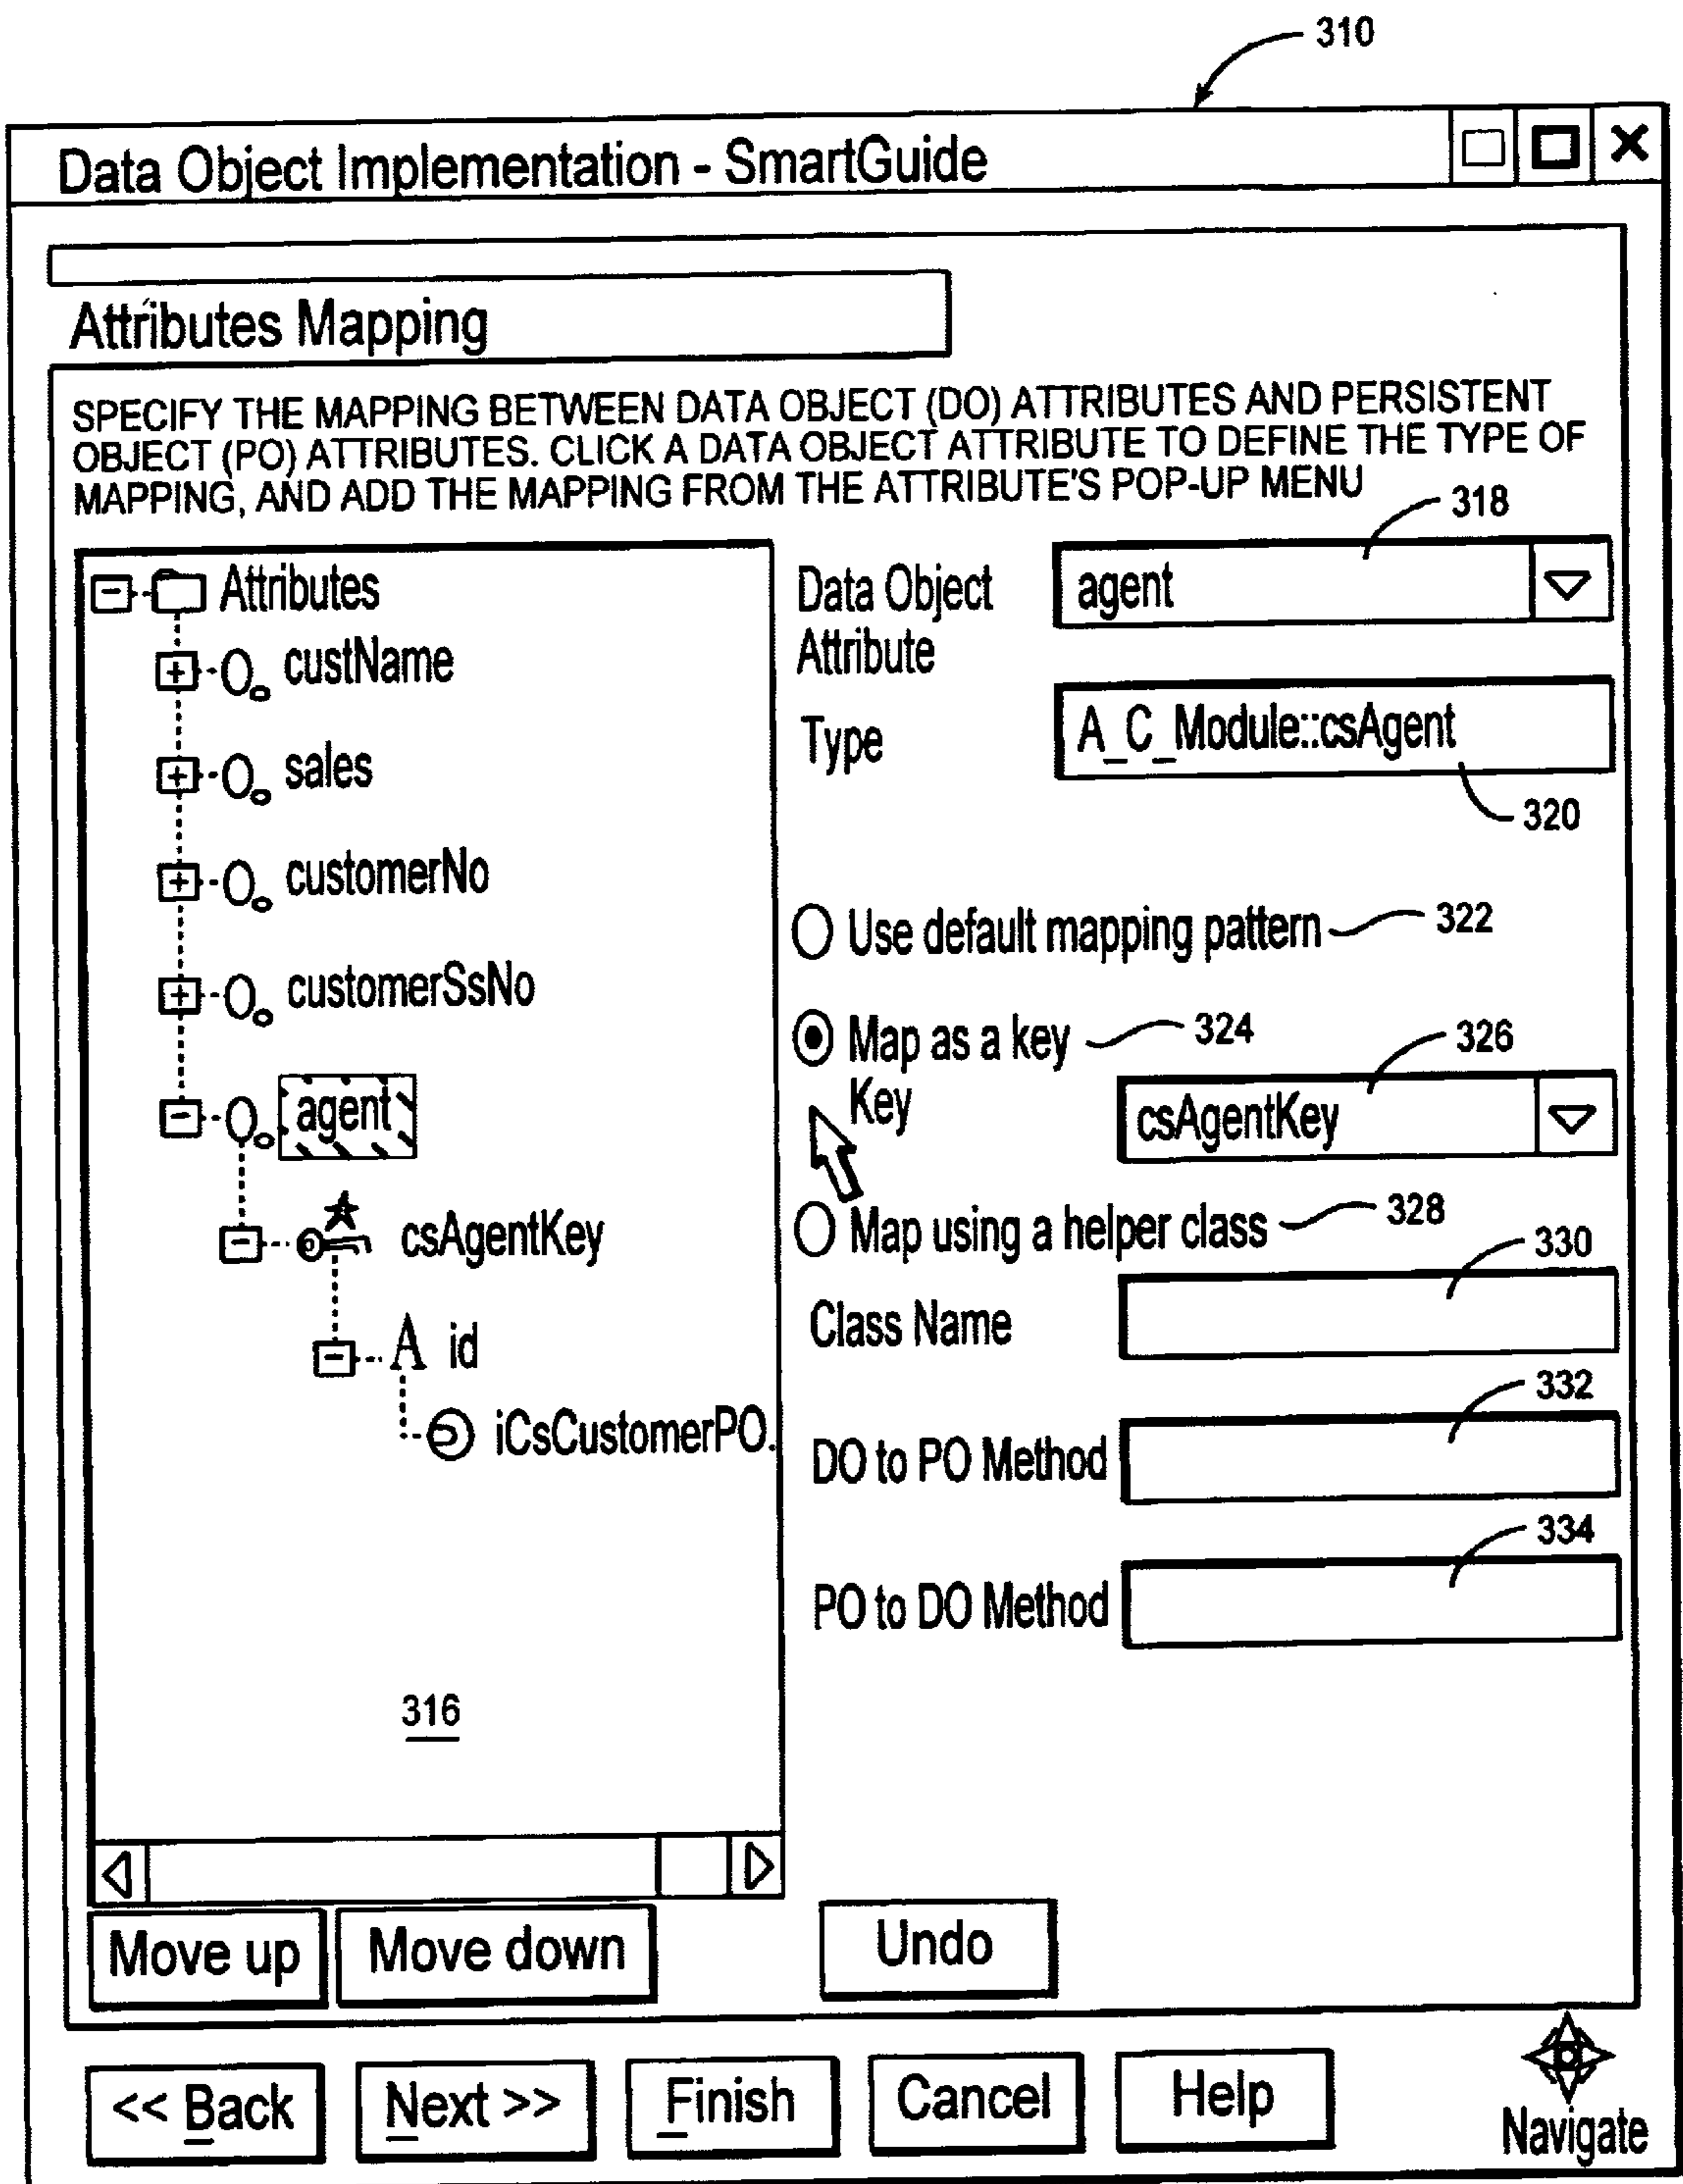 310
Data Object Implementation - SmartGuide
Attributes Mapping
SPECIFY THE MAPPING BETWEEN DATA OBJECT (DO) ATTRIBUTES AND PERSISTENT
OBJECT (PO) ATTRIBUTES. CLICK A DATA OBJECT ATTRIBUTE TO DEFINE THE TYPE OF
MAPPING, AND ADD THE MAPPING FROM THE ATTRIBUTE'S POP-UP MENU
Attributes
custName
sales
customerNo
customerSsNo
agent
csAgentKey
A id
iCsCustomerPO.
316
318
Data Object
Attribute
agent
Type
A_C_Module::csAgent
320
Use default mapping pattern
322
Map as a key
324
326
Key
csAgentKey
Map using a helper class
328
330
Class Name
332
DO to PO Method
334
PO to DO Method
Move up
Move down
Undo
<< Back
Next >>
Finish
Cancel
Help
Navigate